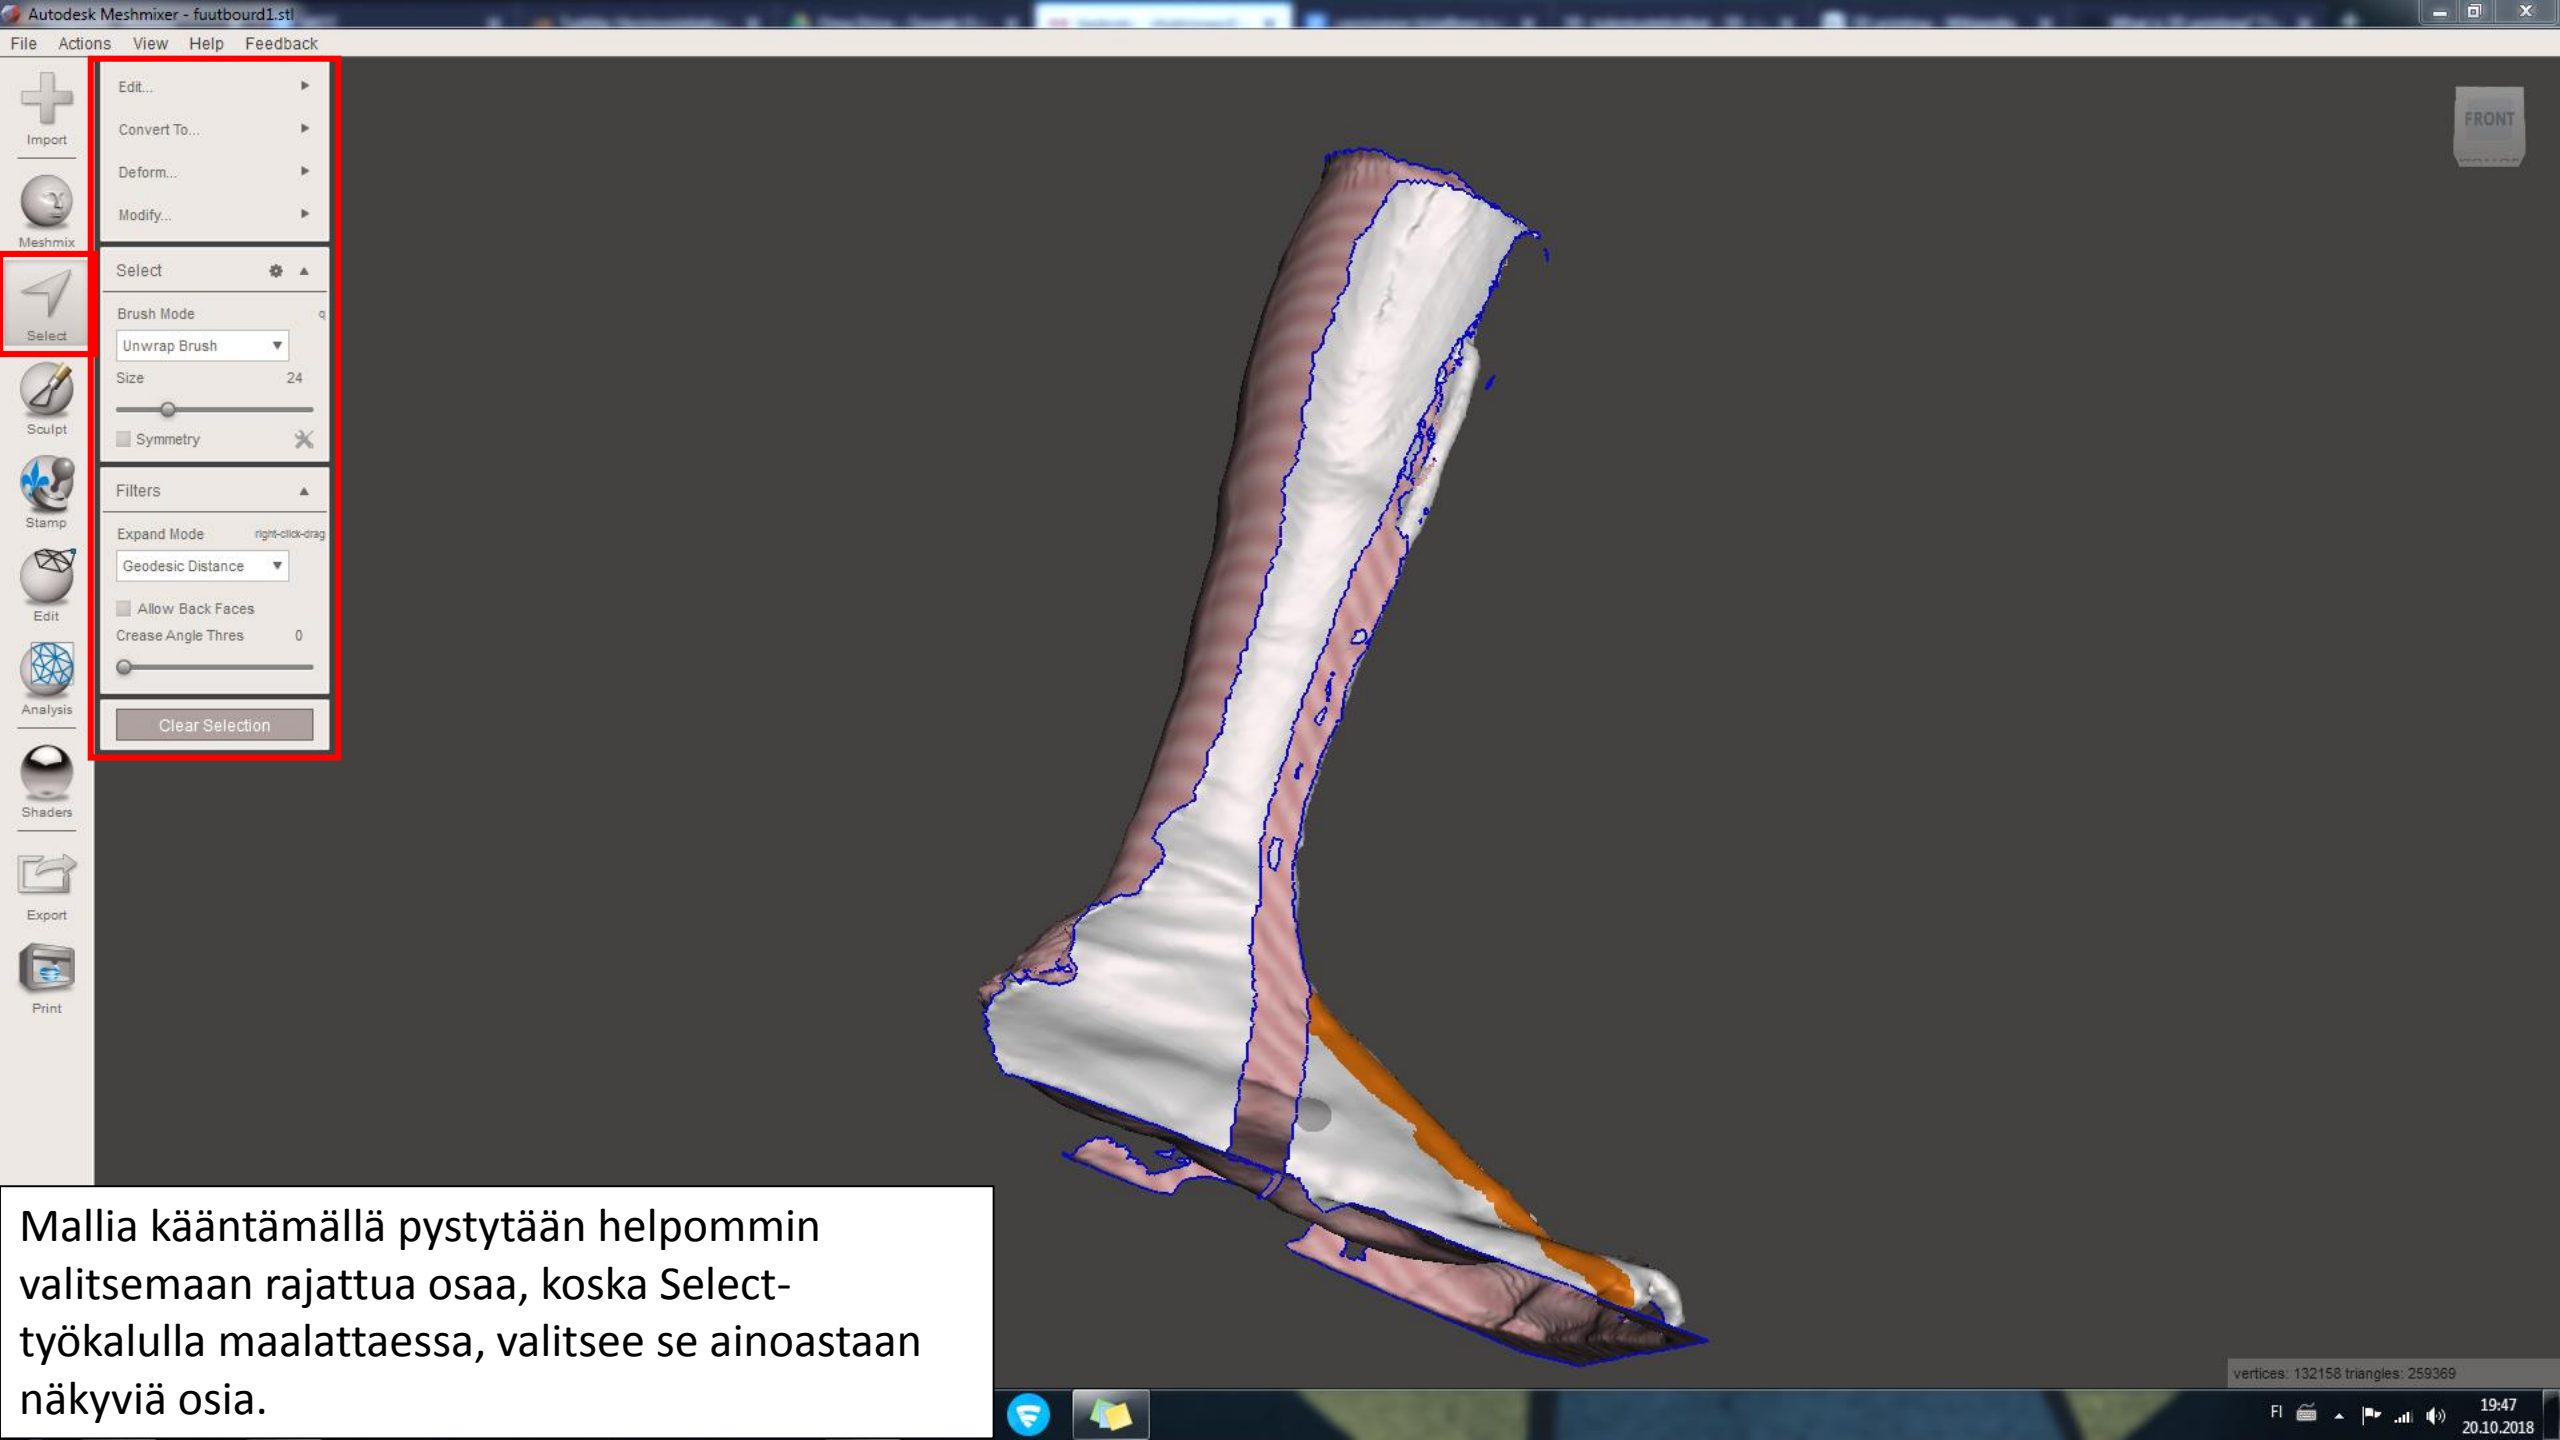 Autodesk Meshmixer - fuutbourd1.stl
File Actions View Help Feedback
Import
Meshmix
Select
Sculpt
Stamp
Edit
Analysis
Shaders
Export
Print
Edit...
Convert To...
Deform...
Modify...
Select
Brush Mode q
Unwrap Brush
Size 24
Symmetry
Filters
Expand Mode right-click-drag
Geodesic Distance
Allow Back Faces
Crease Angle Thres 0
Clear Selection
FRONT
Mallia kääntämällä pystytään helpommin
valitsemaan rajattua osaa, koska Select-
työkalulla maalattaessa, valitsee se ainoastaan
näkyviä osia.
vertices: 132158 triangles: 259369
FI
19:47
20.10.2018